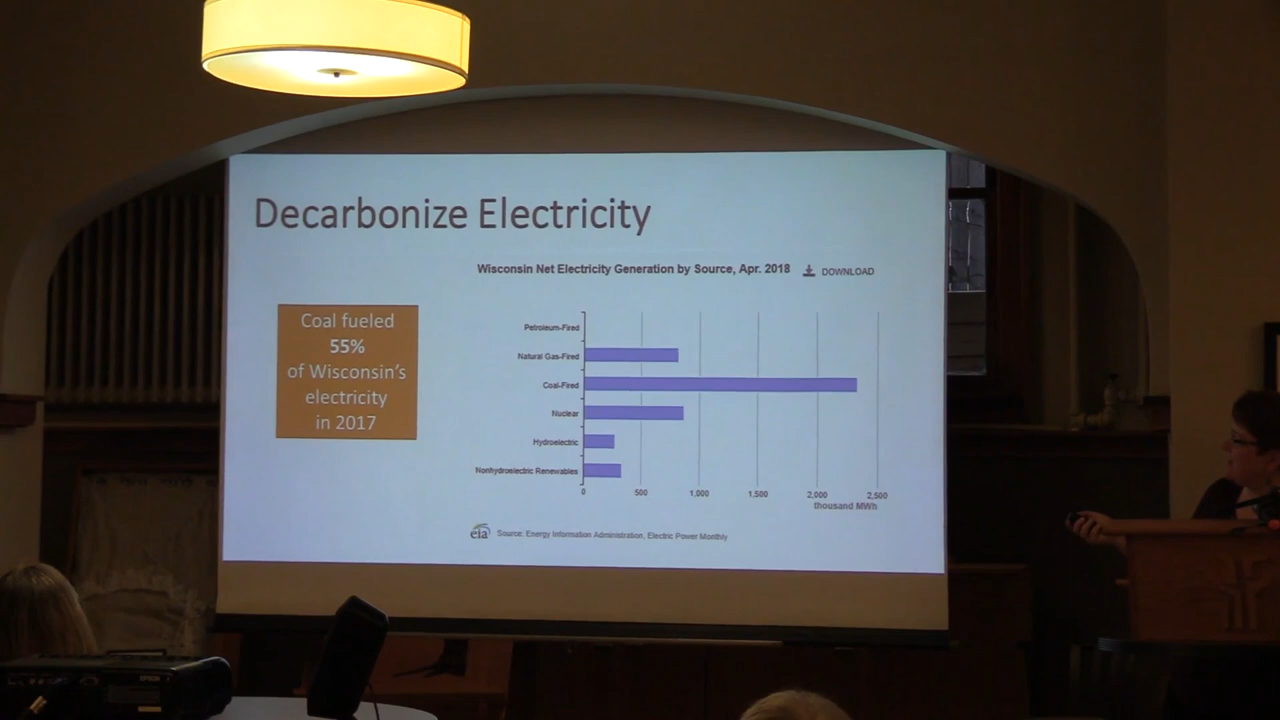 Decarbonize Electricity
Wisconsin Net Electricity Generation by Source, Apr. 2018
DOWNLOAD
Coal fueled
55%
of Wisconsin's
electricity
in 2017
Petroleum-Fired
Natural Gas-Fired
Coal-Fired
Nuclear
Hydroelectric
Nonhydroelectric Renewables
0 500 1,000 1,500 2,000 2,500
thousand MWh
eia Source: Energy Information Administration, Electric Power Monthly
EPSON